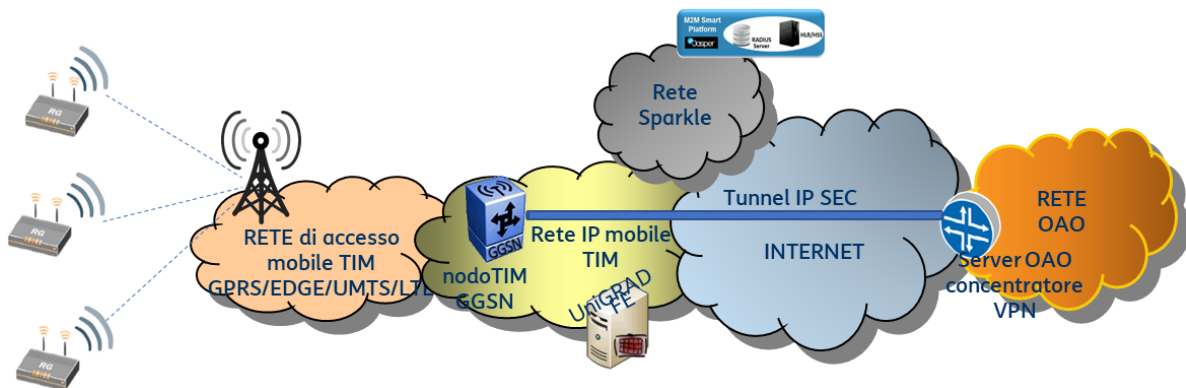 M2M Smart
Platform
Jasper
RADIUS
Server
HLR/HSS
Rete
Sparkle
RG
RG
RG
RETE di accesso
mobile TIM
GPRS/EDGE/UMTS/LTE
GGSN
nodoTIM
GGSN
Rete IP mobile
TIM
UniGRAD
FE
Tunnel IP SEC
INTERNET
RETE
OAO
Server OAO
concentratore
VPN